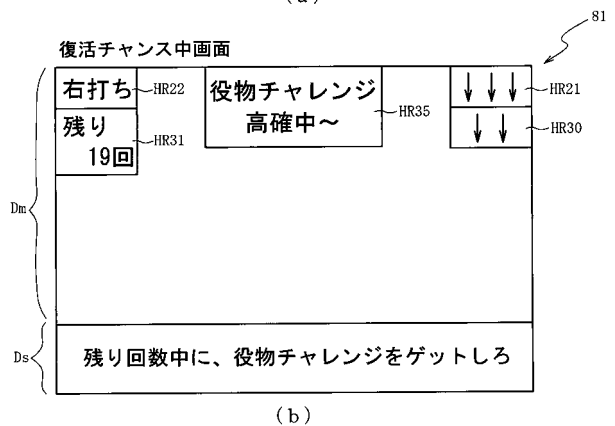 (a)
81
復活チャンス中画面
右打ち
HR22
役物チャレンジ
高確中～
HR35
↓↓↓
HR21
残り
19回
HR31
↓↓
HR30
Dm
Ds
残り回数中に、役物チャレンジをゲットしろ
(b)